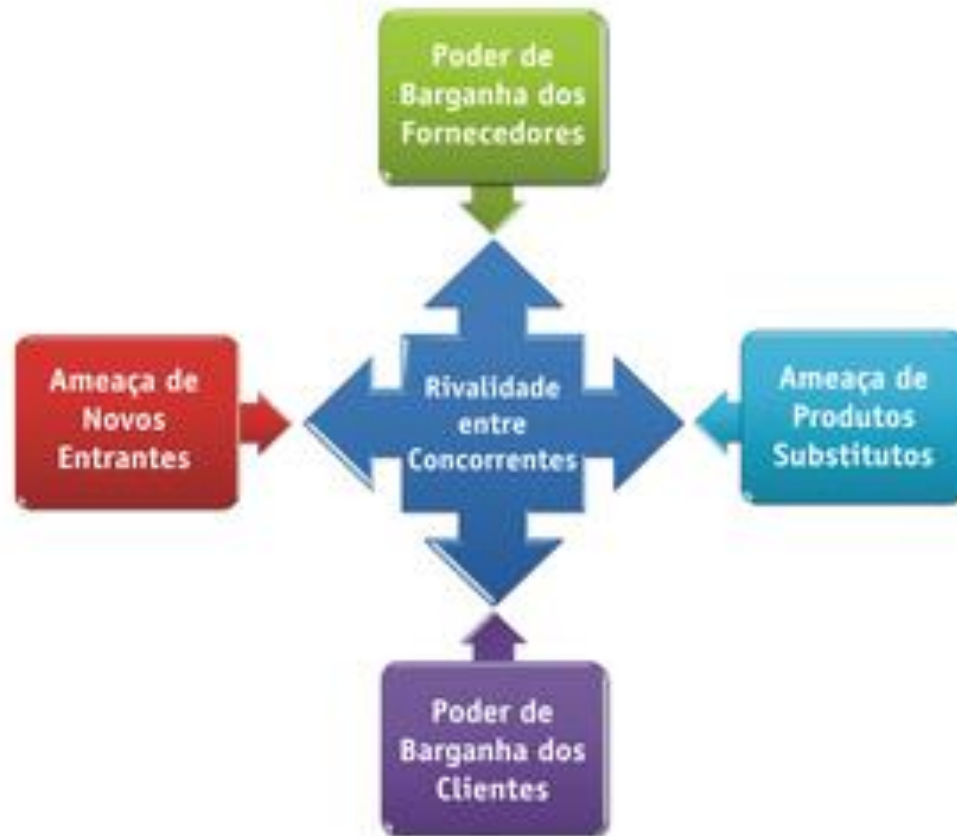 Poder de
Barganha dos
Fornecedores
Ameaça de
Novos
Entrantes
Rivalidade
entre
Concorrentes
Ameaça de
Produtos
Substitutos
Poder de
Barganha dos
Clientes